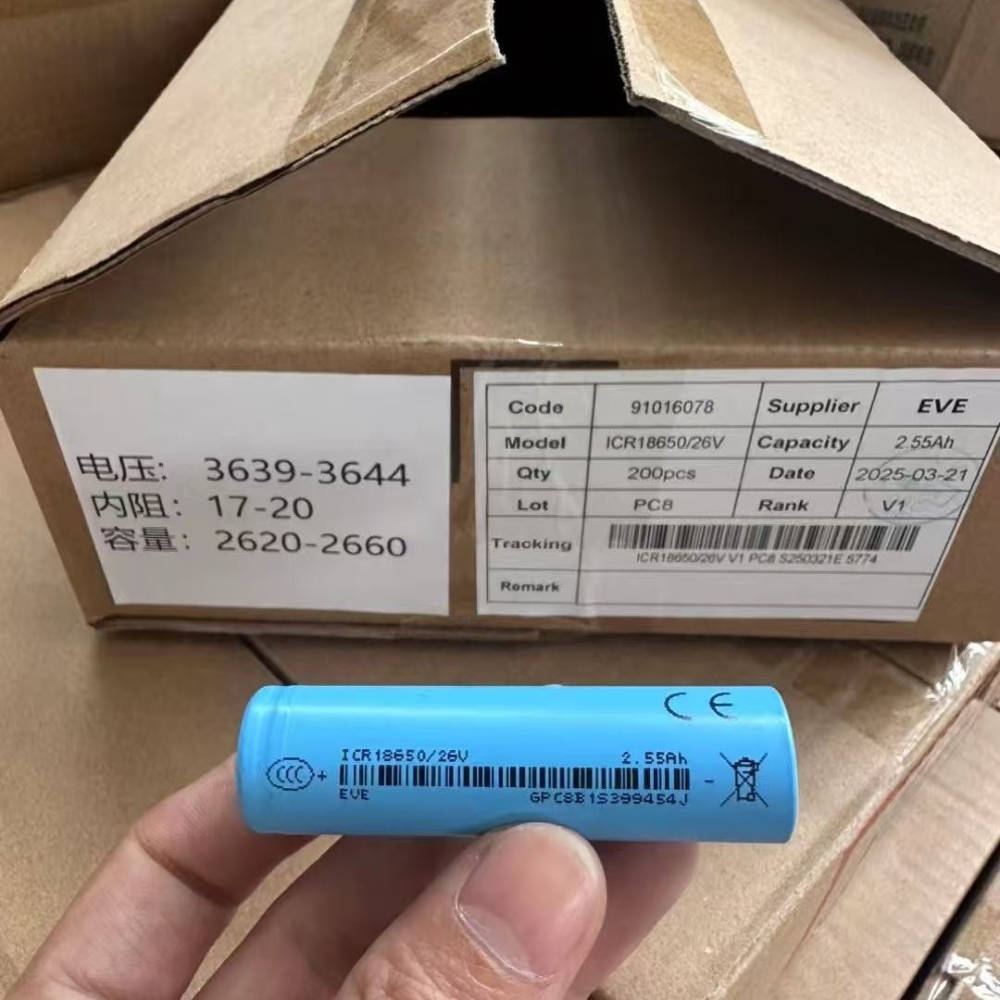 电压: 3639-3644
内阻: 17-20
容量: 2620-2660
Code 91016078 Supplier EVE
Model ICR18650/26V Capacity 2.55Ah
Qty 200pcs Date 2025-03-21
Lot PC8 Rank V1
Tracking
ICR18650/26V V1 PC8 S250321E 5774
Remark
CE
ICR18650/26V 2.55Ah
CCC + -
EVE GPC8B1S399454J